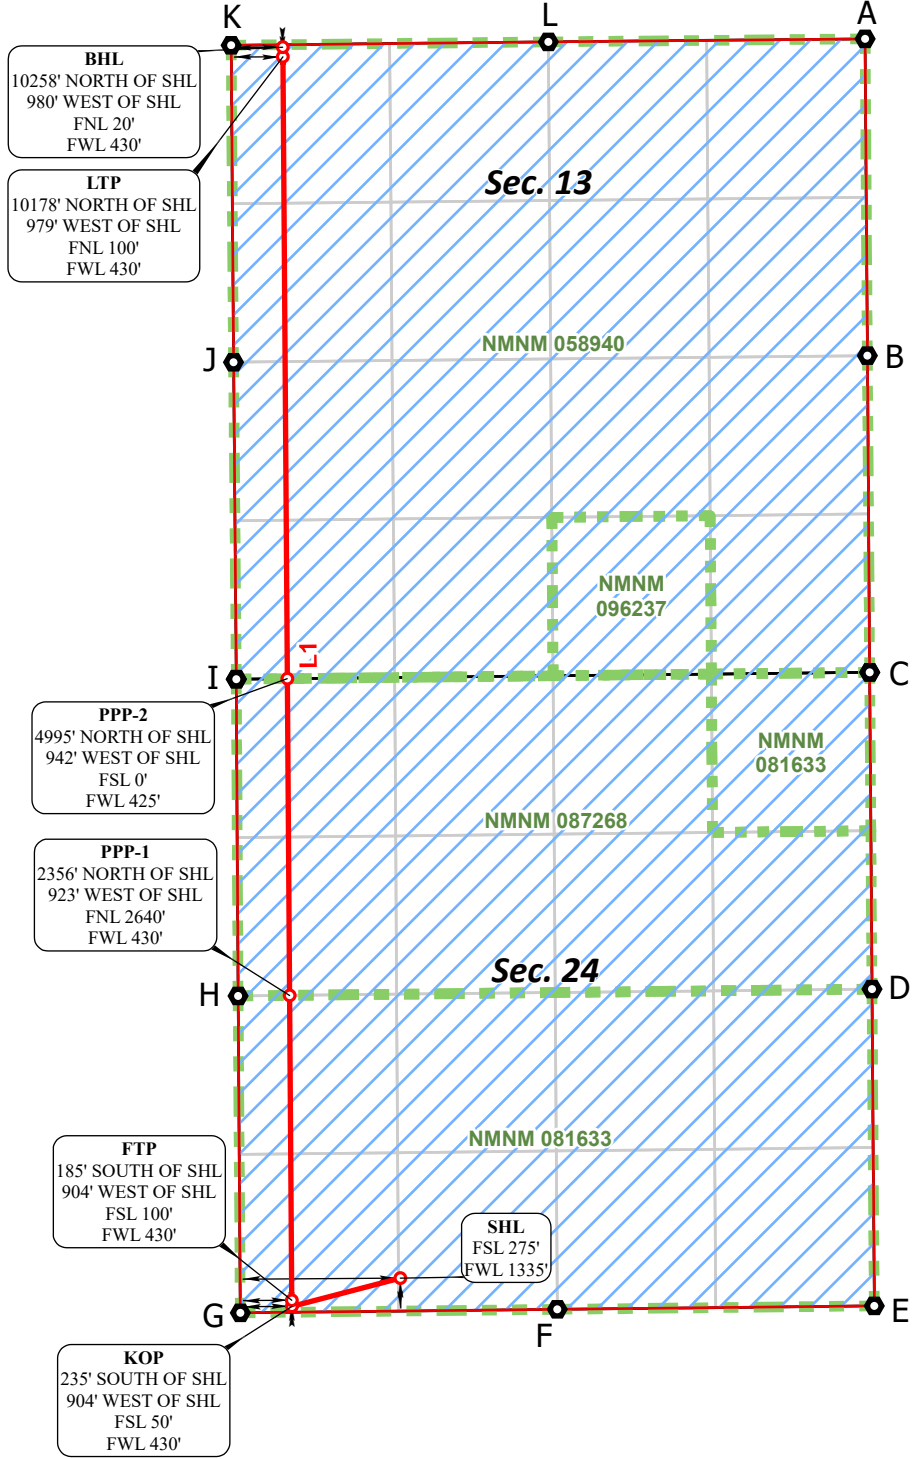 K
L
A
BHL
10258' NORTH OF SHL
980' WEST OF SHL
FNL 20'
FWL 430'
LTP
10178' NORTH OF SHL
979' WEST OF SHL
FNL 100'
FWL 430'
Sec. 13
NMNM 058940
J
B
NMNM
096237
L1
I
C
PPP-2
4995' NORTH OF SHL
942' WEST OF SHL
FSL 0'
FWL 425'
NMNM
081633
NMNM 087268
PPP-1
2356' NORTH OF SHL
923' WEST OF SHL
FNL 2640'
FWL 430'
Sec. 24
H
D
NMNM 081633
FTP
185' SOUTH OF SHL
904' WEST OF SHL
FSL 100'
FWL 430'
SHL
FSL 275'
FWL 1335'
G
F
E
KOP
235' SOUTH OF SHL
904' WEST OF SHL
FSL 50'
FWL 430'